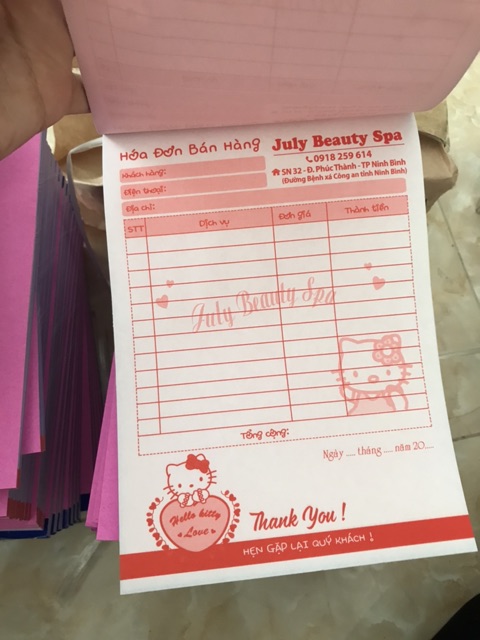 Hóa Đơn Bán Hàng
July Beauty Spa
0918 259 614
SN 32 - Đ. Phúc Thành - TP Ninh Bình
(Đường Bệnh xá Công an tỉnh Ninh Bình)
Khách hàng:
Điện thoại:
Địa chỉ:
STT Dịch vụ Đơn giá Thành tiền
July Beauty Spa
Tổng cộng:
Ngày .... tháng .... năm 20....
Hello kitty
Love
Thank You !
HẸN GẶP LẠI QUÝ KHÁCH !